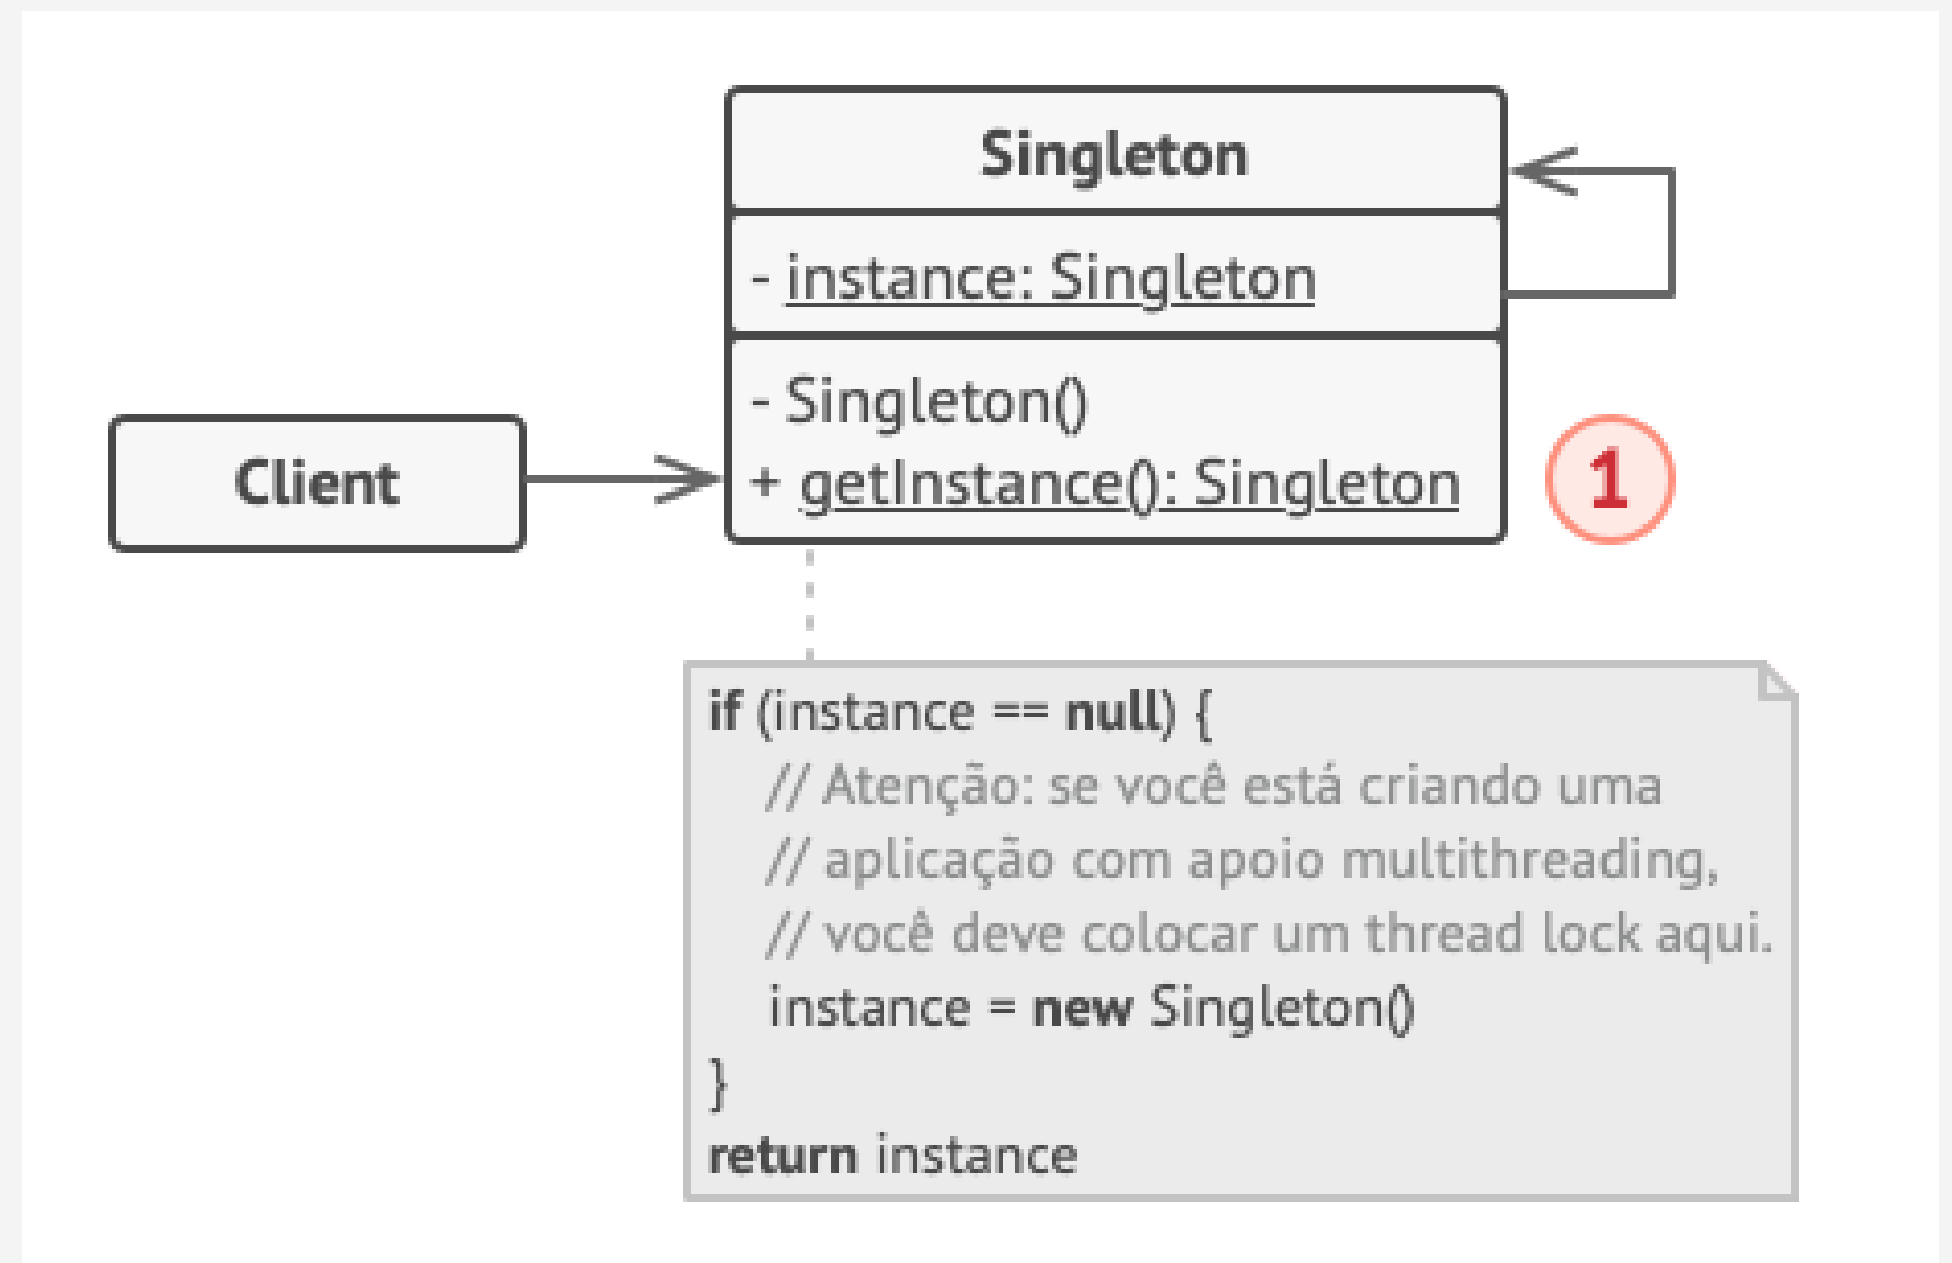 Singleton
- instance: Singleton
- Singleton()
+ getInstance(): Singleton
1
Client
if (instance == null) {
// Atenção: se você está criando uma
// aplicação com apoio multithreading,
// você deve colocar um thread lock aqui.
instance = new Singleton()
}
return instance